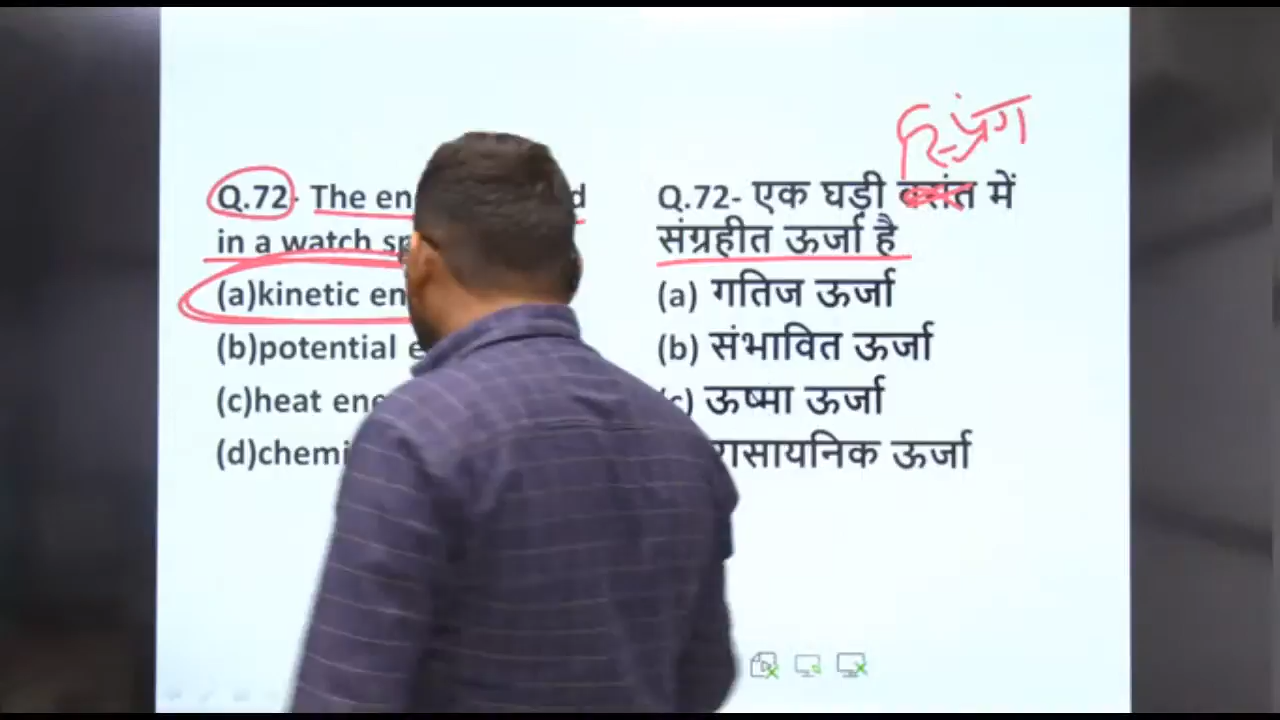 Q.72- The en d
in a watch sp
(a)kinetic en
(b)potential e
(c)heat ene
(d)chemi
स्प्रिंग
Q.72- एक घड़ी वसंत में
संग्रहीत ऊर्जा है
(a) गतिज ऊर्जा
(b) संभावित ऊर्जा
(c) ऊष्मा ऊर्जा
रासायनिक ऊर्जा